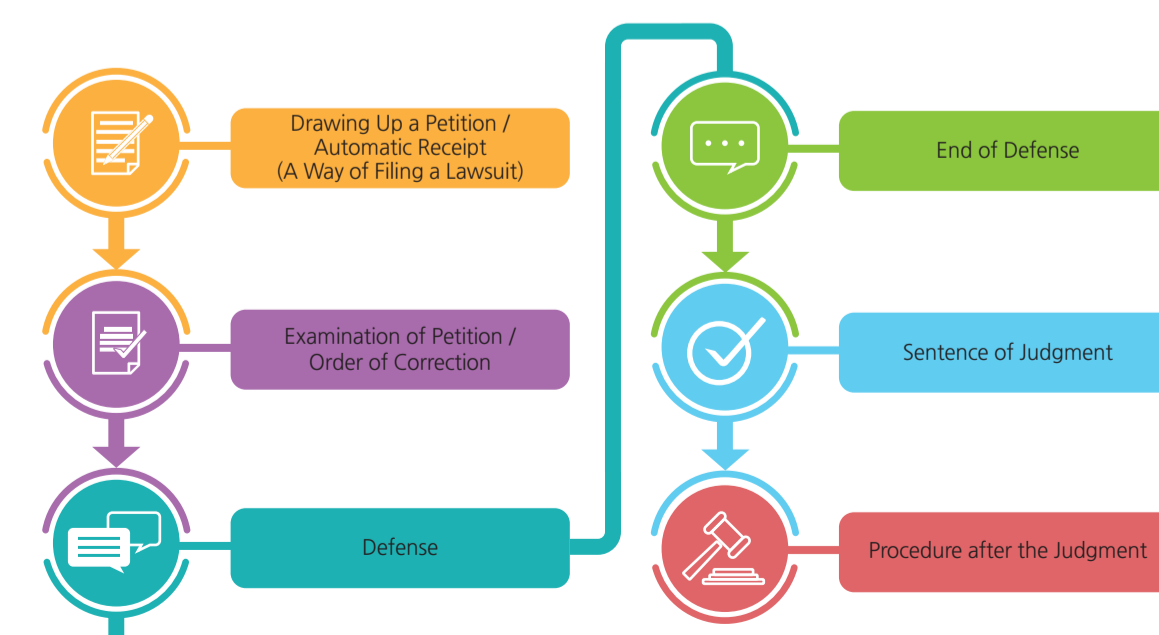 Drawing Up a Petition /
Automatic Receipt
(A Way of Filing a Lawsuit)
Examination of Petition /
Order of Correction
Defense
End of Defense
Sentence of Judgment
Procedure after the Judgment